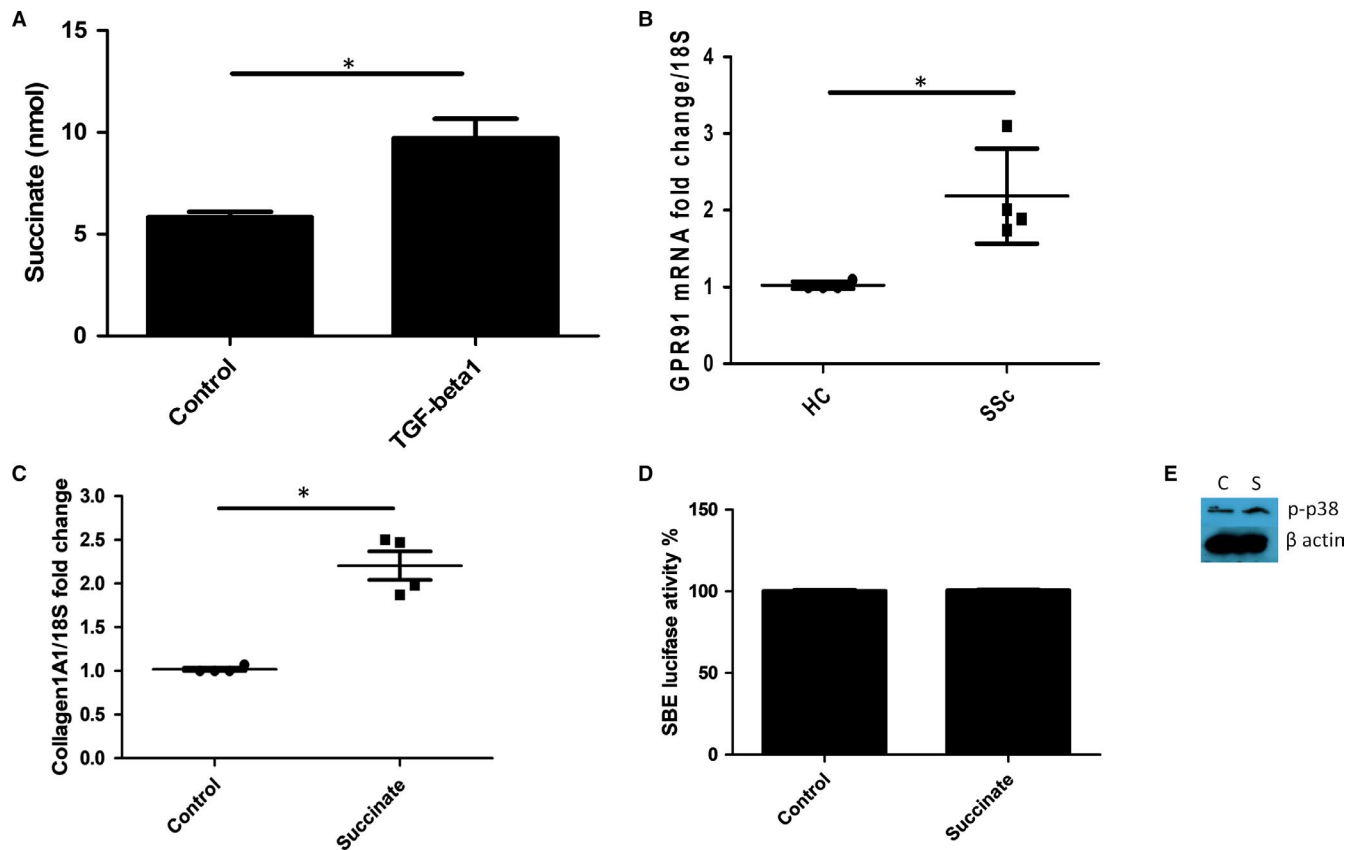 A
Succinate (nmol)
15
10
5
0
*
Control
TGF-beta1
B
GPR91 mRNA fold change/18S
4
3
2
1
0
*
HC
SSc
C
Collagen1A1/18S fold change
3.0
2.5
2.0
1.5
1.0
0.5
0.0
*
Control
Succinate
D
SBE lucifase ativity %
150
100
50
0
Control
Succinate
E
C S
p-p38
β actin